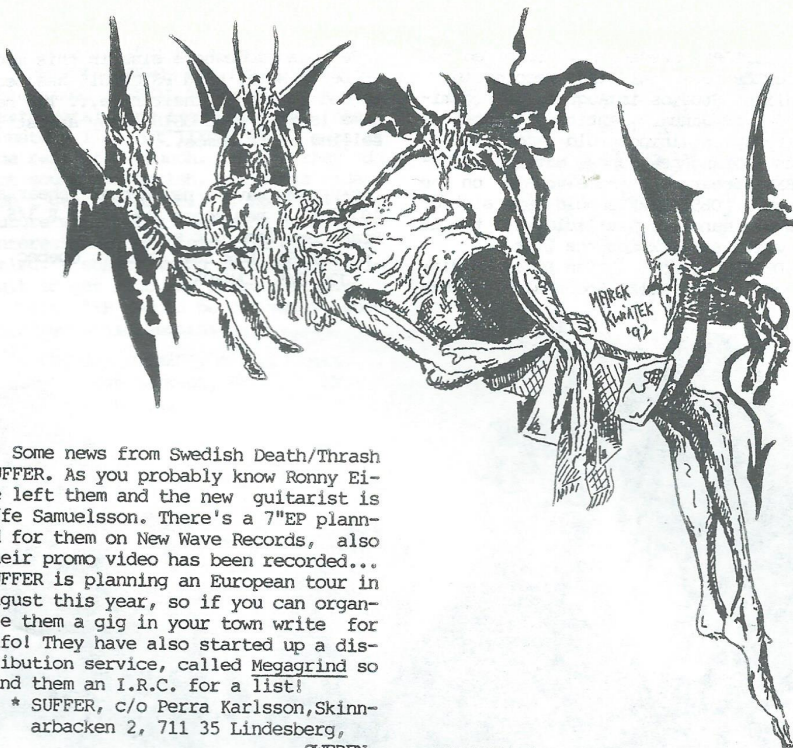 MAREK
KWIATEK
'92
Some news from Swedish Death/Thrash
UFFER. As you probably know Ronny Ei-
e left them and the new guitarist is
ffe Samuelsson. There's a 7"EP plann-
d for them on New Wave Records, also
eir promo video has been recorded...
UFFER is planning an European tour in
gust this year, so if you can organ-
e them a gig in your town write for
fo! They have also started up a dis-
ibution service, called Megagrind so
nd them an I.R.C. for a list!
* SUFFER, c/o Perra Karlsson,Skinn-
arbacken 2, 711 35 Lindesberg,
SWEDEN